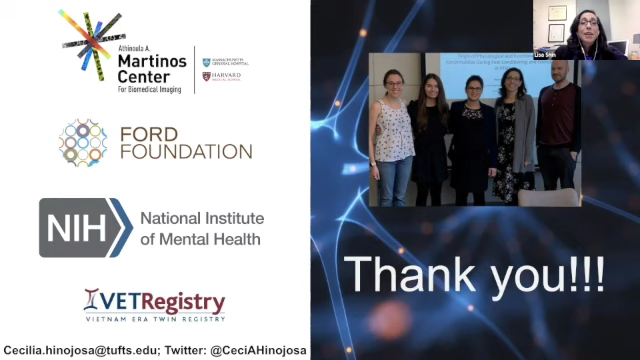 Athinoula A.
Martinos
Center
For Biomedical Imaging
MASSACHUSETTS
GENERAL HOSPITAL
HARVARD
MEDICAL SCHOOL
FORD
FOUNDATION
NIH
National Institute
of Mental Health
VETRegistry
VIETNAM ERA TWIN REGISTRY
Cecilia.hinojosa@tufts.edu; Twitter: @CeciAHinojosa
Thank you!!!
Lisa Shin